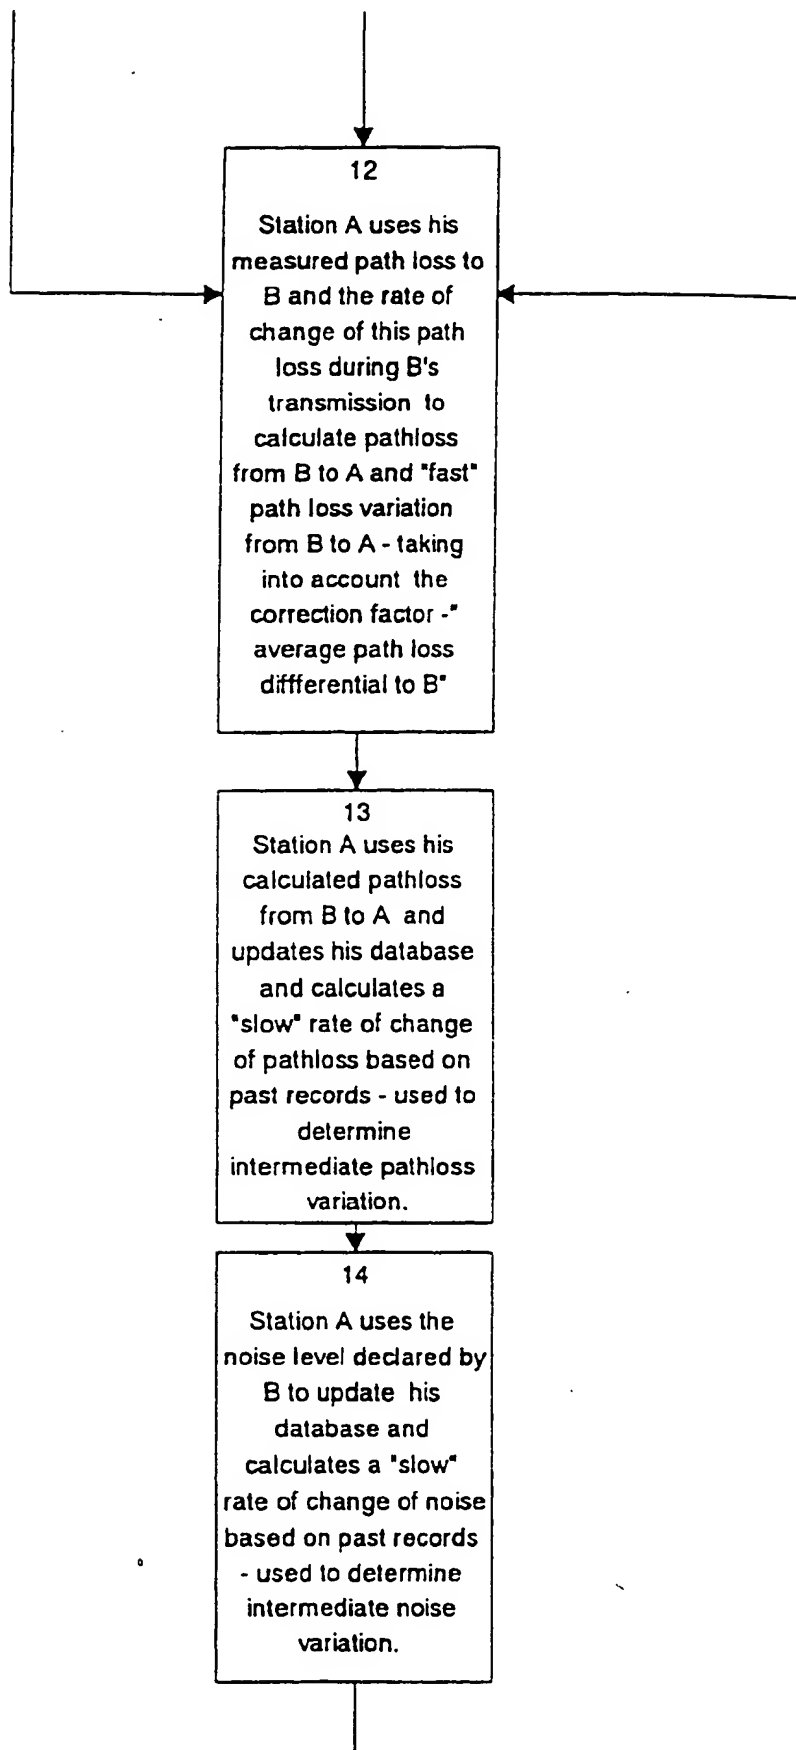 12
Station A uses his
measured path loss to
B and the rate of
change of this path
loss during B's
transmission to
calculate pathloss
from B to A and "fast"
path loss variation
from B to A - taking
into account the
correction factor -"
average path loss
diffferential to B"
13
Station A uses his
calculated pathloss
from B to A and
updates his database
and calculates a
"slow" rate of change
of pathloss based on
past records - used to
determine
intermediate pathloss
variation.
14
Station A uses the
noise level declared by
B to update his
database and
calculates a "slow"
rate of change of noise
based on past records
- used to determine
intermediate noise
variation.